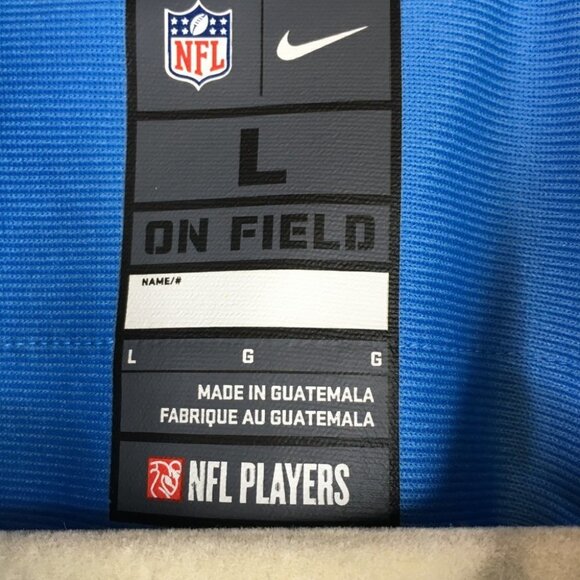 NFL
L
ON FIELD
NAME/#
L G G
MADE IN GUATEMALA
FABRIQUE AU GUATEMALA
NFL PLAYERS